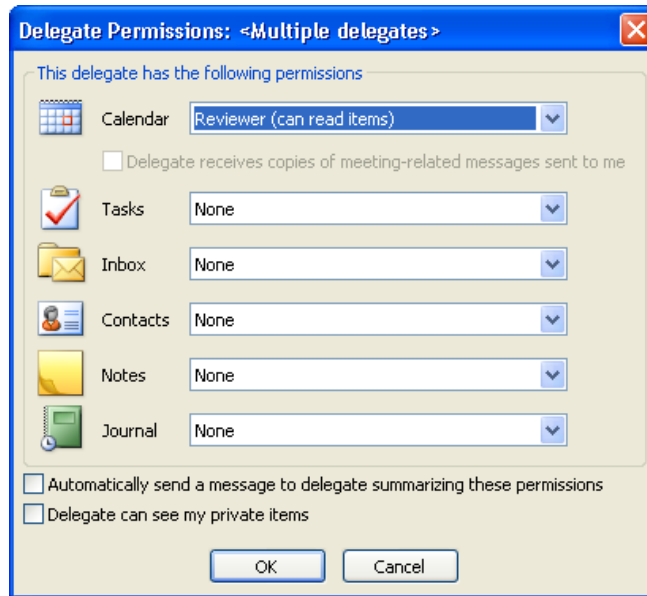 Delegate Permissions: <Multiple delegates>
This delegate has the following permissions
Calendar Reviewer (can read items)
Delegate receives copies of meeting-related messages sent to me
Tasks None
Inbox None
Contacts None
Notes None
Journal None
Automatically send a message to delegate summarizing these permissions
Delegate can see my private items
OK Cancel